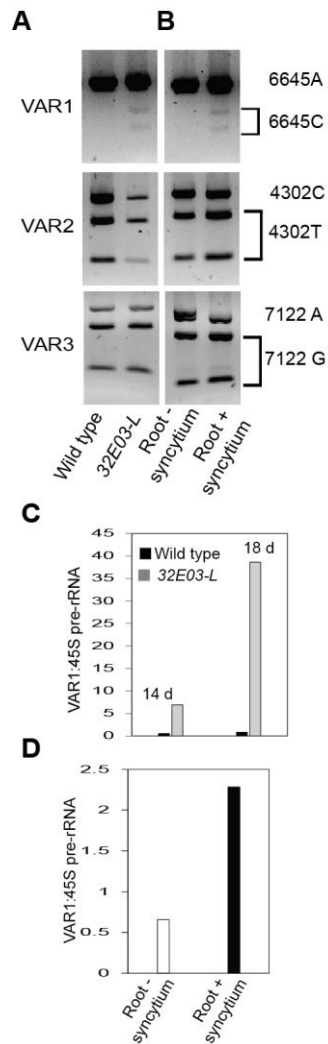 A
B
VAR1
6645A
6645C
VAR2
4302C
4302T
VAR3
7122 A
7122 G
Wild type
32E03-L
Root -
syncytium
Root +
syncytium
C
VAR1:45S pre-rRNA
45
40
35
30
25
20
15
10
5
0
Wild type
32E03-L
18 d
14 d
D
VAR1:45S pre-rRNA
2.5
2
1.5
1
0.5
0
Root -
syncytium
Root +
syncytium